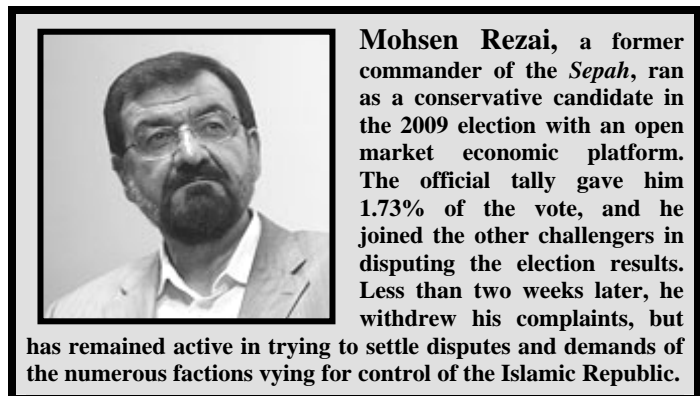 Mohsen Rezai, a former
commander of the Sepah, ran
as a conservative candidate in
the 2009 election with an open
market economic platform.
The official tally gave him
1.73% of the vote, and he
joined the other challengers in
disputing the election results.
Less than two weeks later, he
withdrew his complaints, but
has remained active in trying to settle disputes and demands of
the numerous factions vying for control of the Islamic Republic.